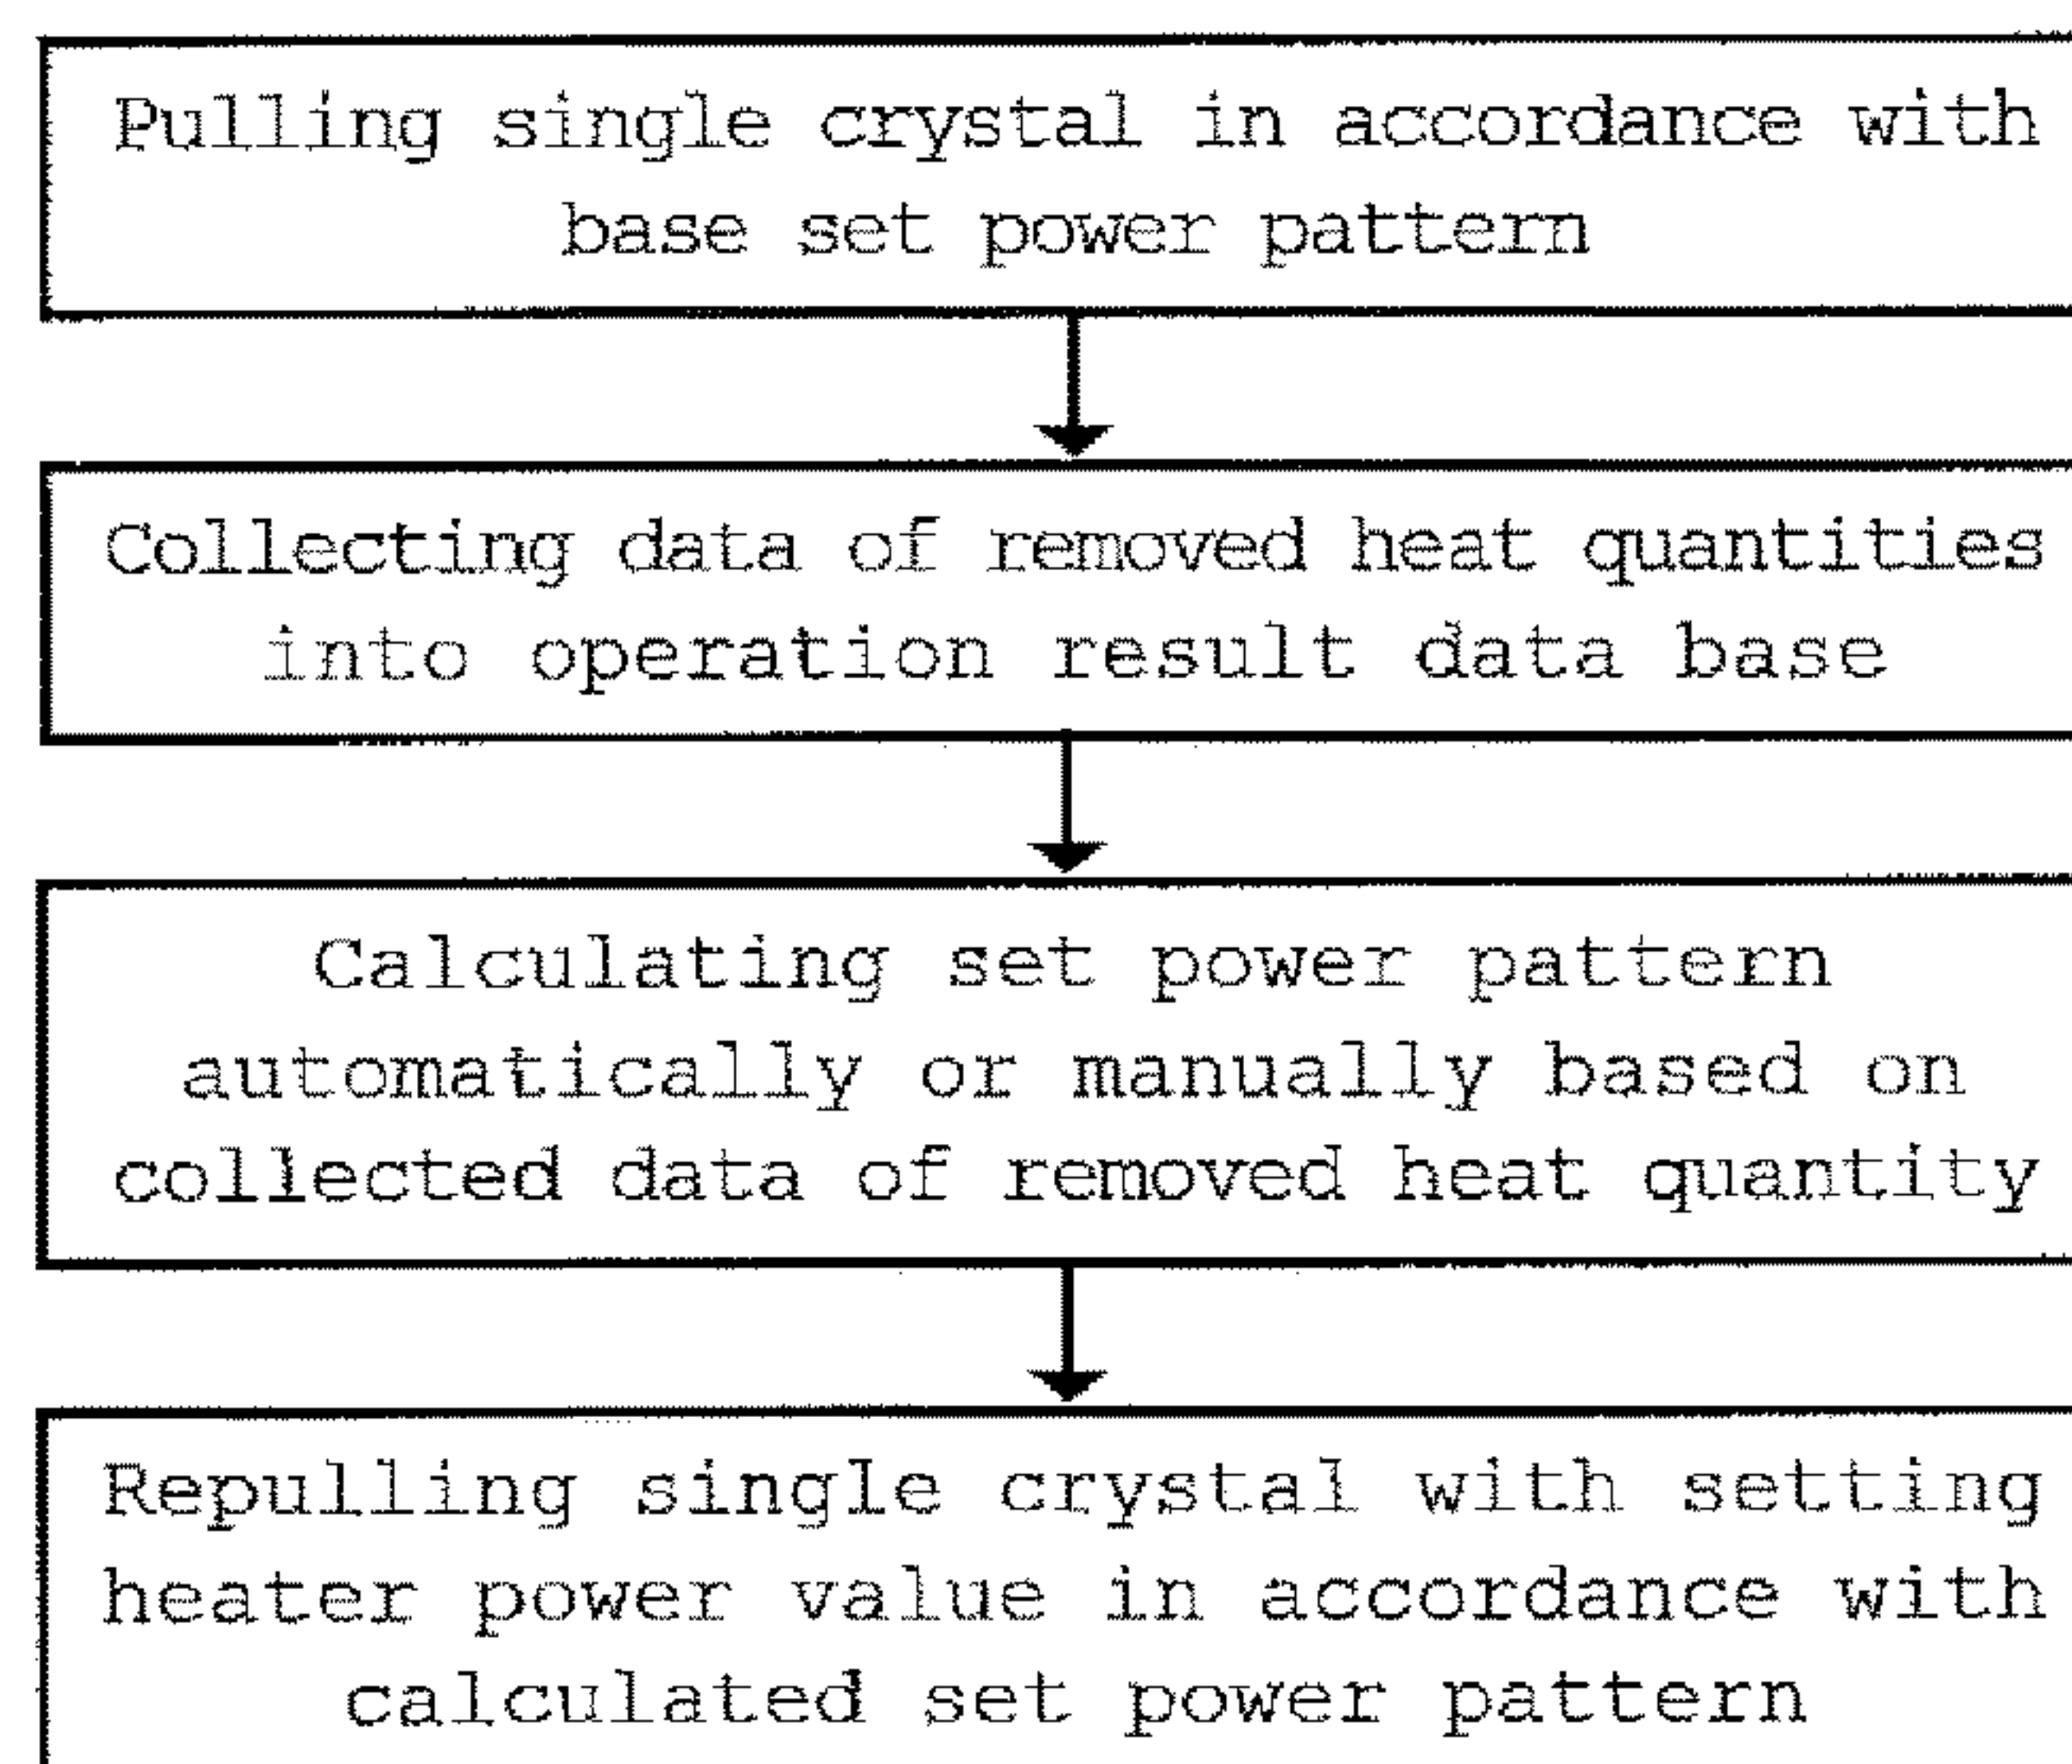 Pulling single crystal in accordance with
base set power pattern
Collecting data of removed heat quantities
into operation result data base
Calculating set power pattern
automatically or manually based on
collected data of removed heat quantity
Repulling single crystal with setting
heater power value in accordance with
calculated set power pattern